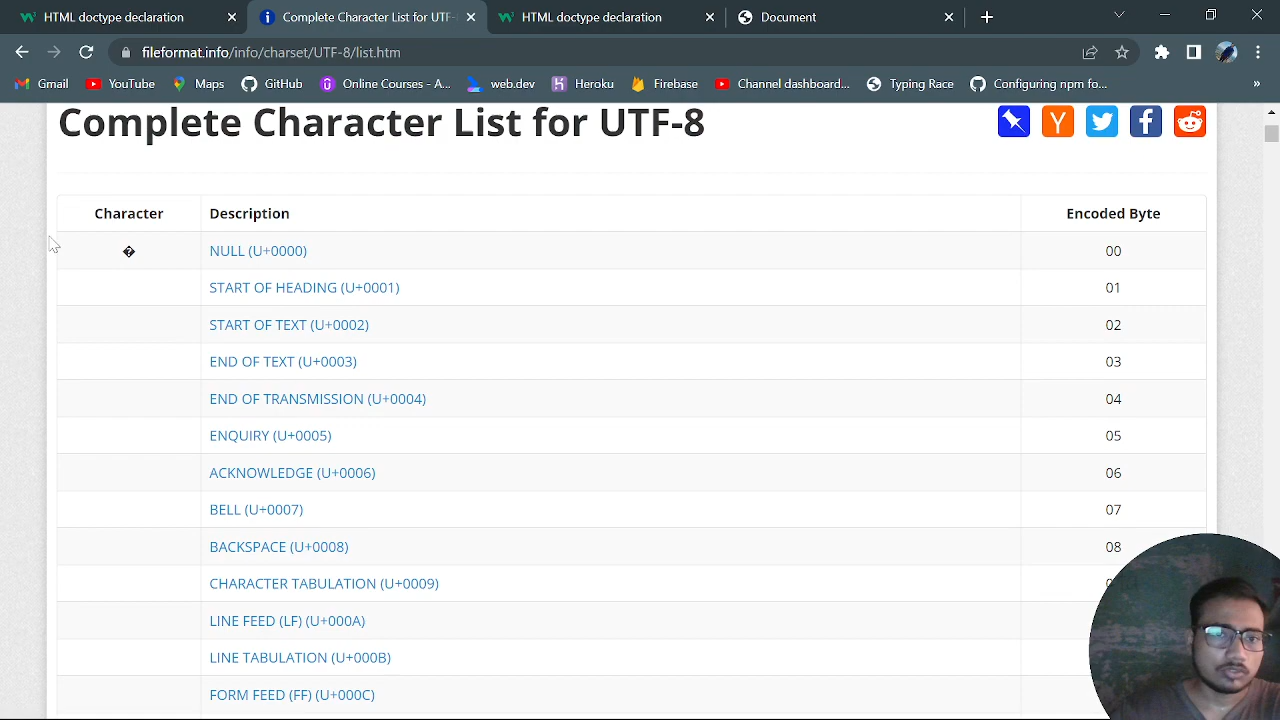 HTML doctype declaration
Complete Character List for UTF-
HTML doctype declaration
Document
fileformat.info/info/charset/UTF-8/list.htm
Gmail YouTube Maps GitHub Online Courses - A... web.dev Heroku Firebase Channel dashboard... Typing Race Configuring npm fo... »
Complete Character List for UTF-8
Character Description Encoded Byte
� NULL (U+0000) 00
START OF HEADING (U+0001) 01
START OF TEXT (U+0002) 02
END OF TEXT (U+0003) 03
END OF TRANSMISSION (U+0004) 04
ENQUIRY (U+0005) 05
ACKNOWLEDGE (U+0006) 06
BELL (U+0007) 07
BACKSPACE (U+0008) 08
CHARACTER TABULATION (U+0009)
LINE FEED (LF) (U+000A)
LINE TABULATION (U+000B)
FORM FEED (FF) (U+000C)